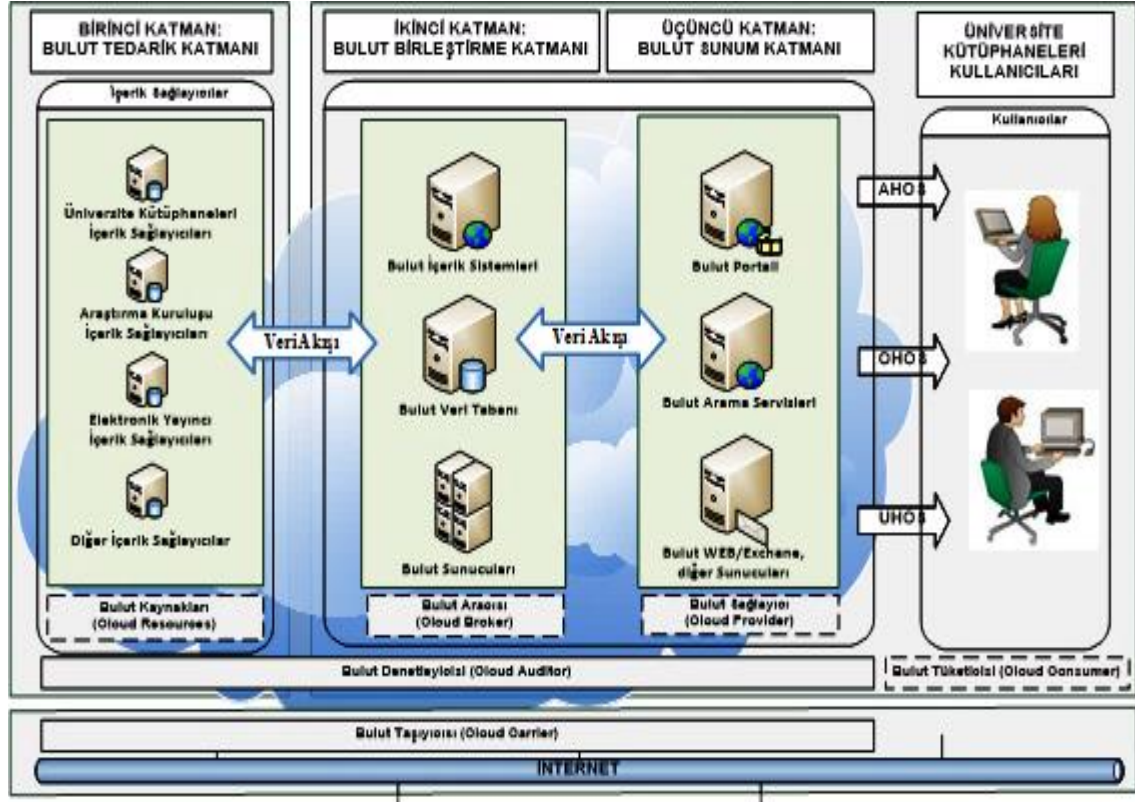 BİRİNCİ KATMAN:
BULUT TEDARİK KATMANI
İKİNCİ KATMAN:
BULUT BİRLEŞTİRME KATMANI
ÜÇÜNCÜ KATMAN:
BULUT SUNUM KATMANI
ÜNİVERSİTE
KÜTÜPHANELERİ
KULLANICILARI
İçerik Sağlayıcılar
Kullanıcılar
Üniversite Kütüphaneleri
İçerik Sağlayıcıları
Araştırma Kuruluşu
İçerik Sağlayıcıları
Elektronik Yayıncı
İçerik Sağlayıcıları
Diğer İçerik Sağlayıcılar
Veri Akışı
Bulut İçerik Sistemleri
Bulut Veri Tabanı
Bulut Sunucuları
Veri Akışı
Bulut Portali
Bulut Arama Servisleri
Bulut WEB/Exchane,
diğer Sunucuları
AHOS
OHOS
UHOS
Bulut Kaynakları
(Cloud Resources)
Bulut Aracısı
(Cloud Broker)
Bulut Sağlayıcı
(Cloud Provider)
Bulut Denetleyicisi (Cloud Auditor)
Bulut Tüketicisi (Cloud Consumer)
Bulut Taşıyıcısı (Cloud Carrier)
İNTERNET